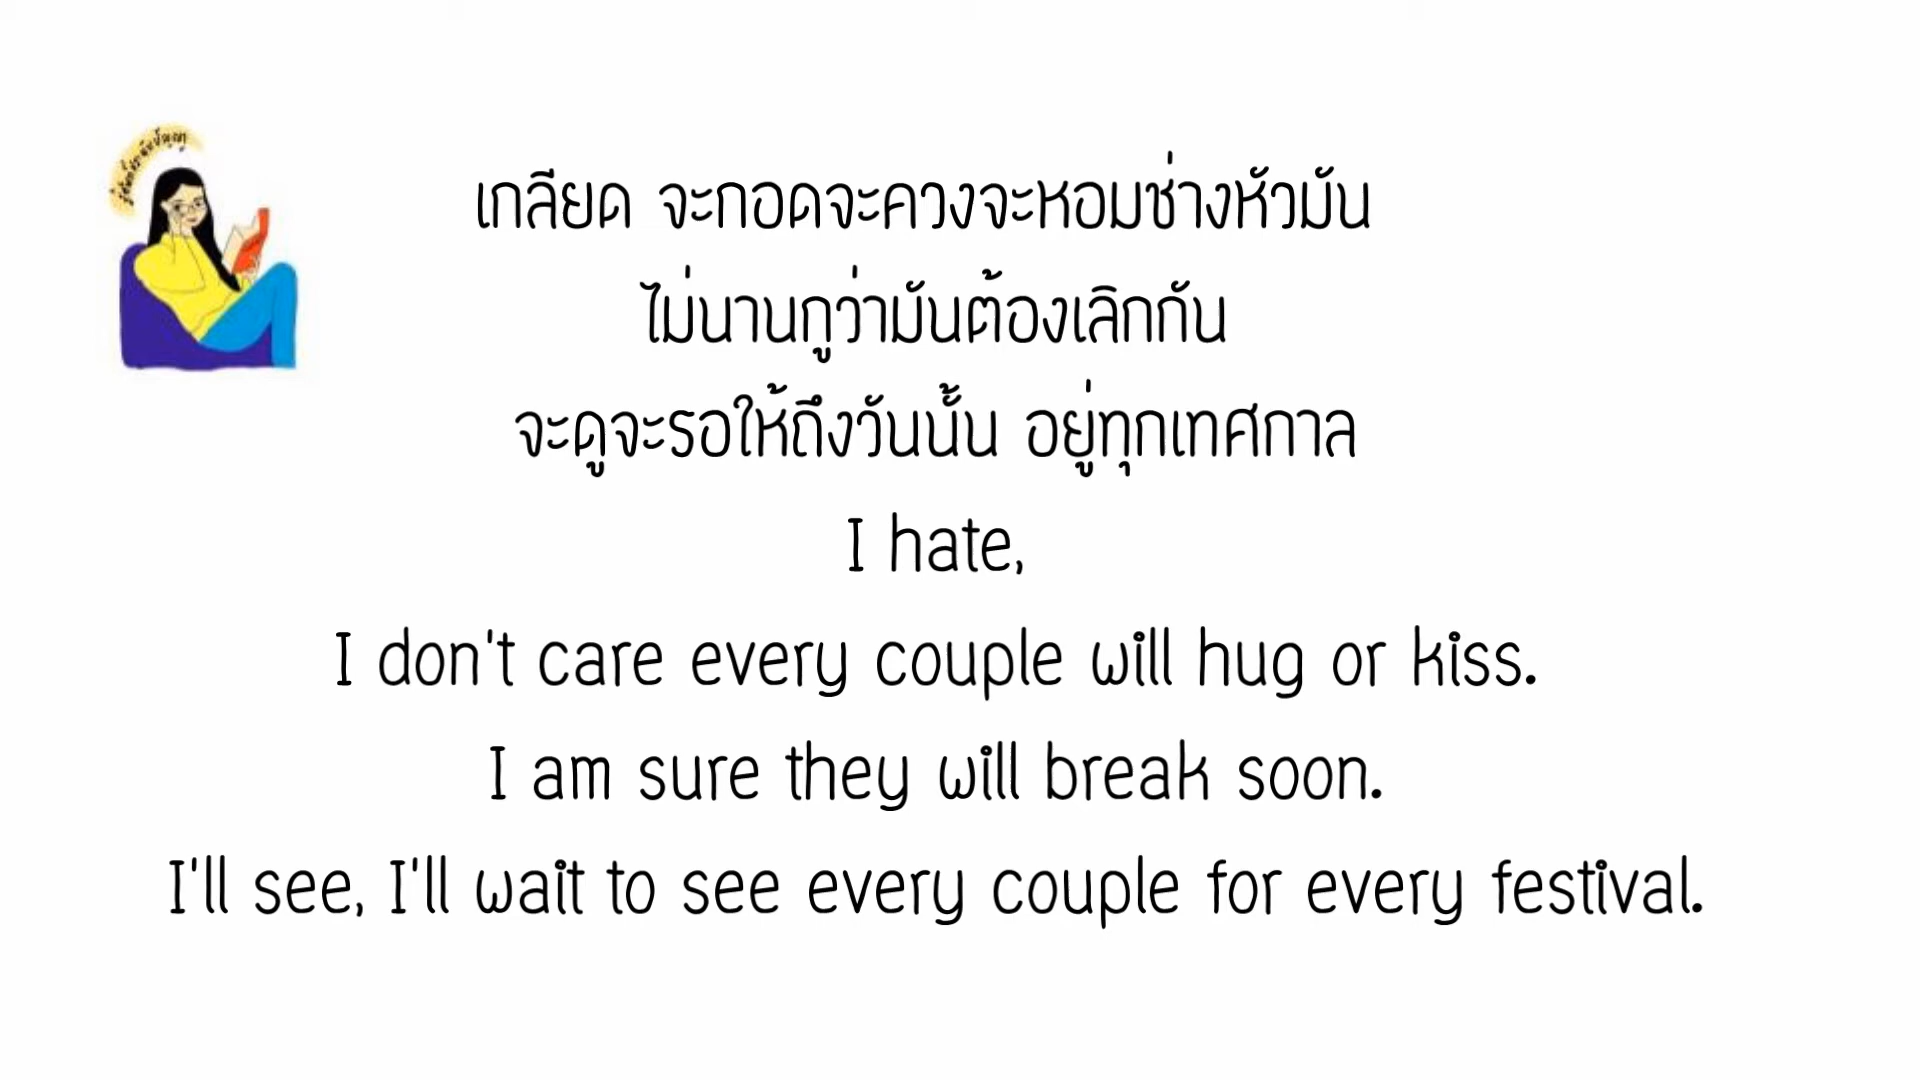 เกลียด จะกอดจะควงจะหอมช่างหัวมัน
ไม่นานกูว่ามันต้องเลิกกัน
จะดูจะรอให้ถึงวันนั้น อยู่ทุกเทศกาล
I hate,
I don't care every couple will hug or kiss.
I am sure they will break soon.
I'll see, I'll wait to see every couple for every festival.